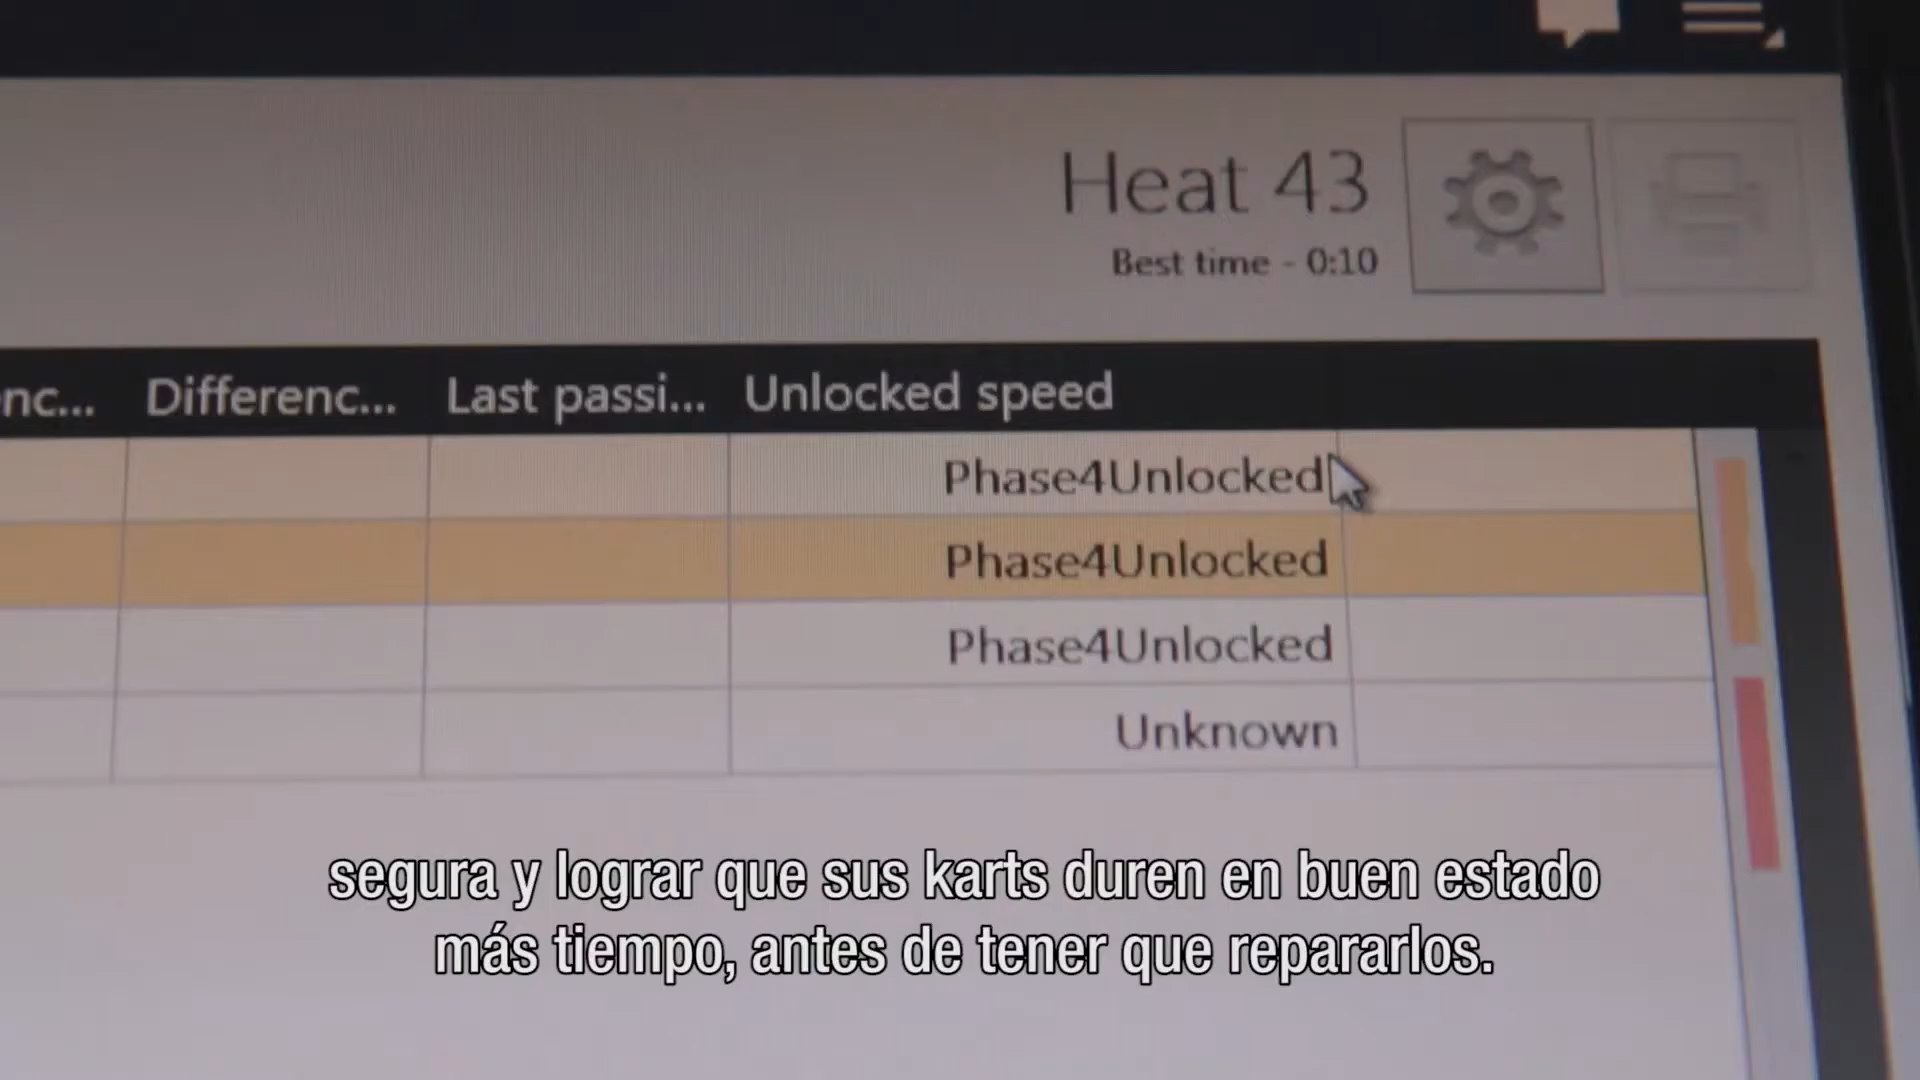 Heat 43
Best time - 0:10
nc... Differenc... Last passi... Unlocked speed
Phase4Unlocked
Phase4Unlocked
Phase4Unlocked
Unknown
segura y lograr que sus karts duren en buen estado
más tiempo, antes de tener que repararlos.